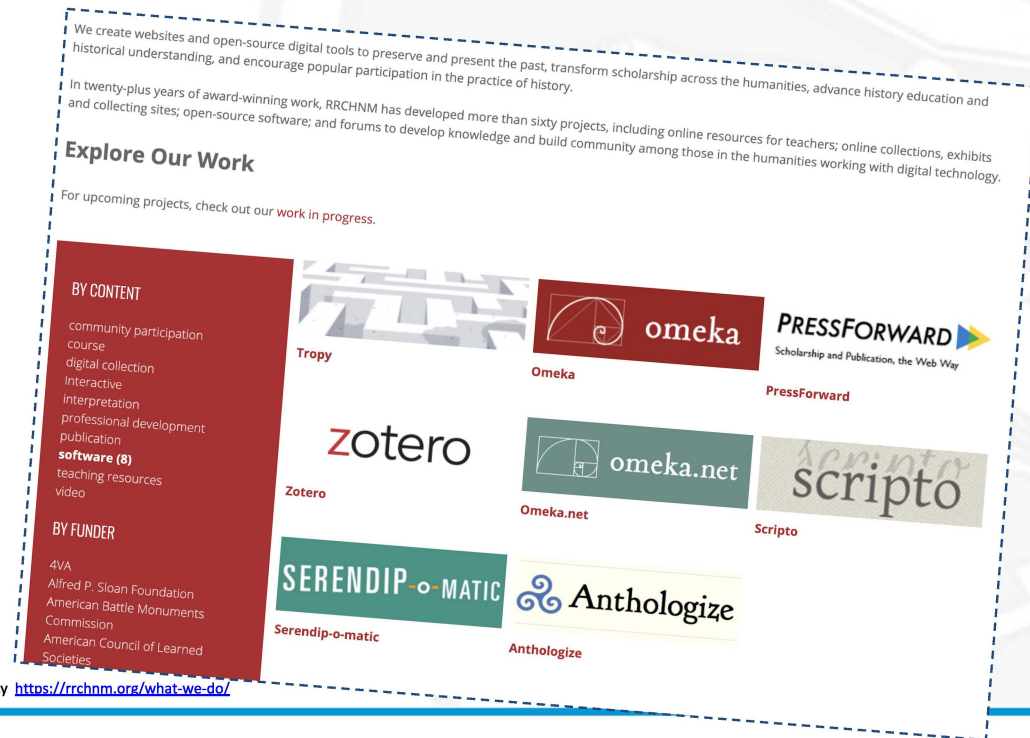 We create websites and open-source digital tools to preserve and present the past, transform scholarship across the humanities, advance history education and
historical understanding, and encourage popular participation in the practice of history.
In twenty-plus years of award-winning work, RRCHNM has developed more than sixty projects, including online resources for teachers; online collections, exhibits
and collecting sites; open-source software; and forums to develop knowledge and build community among those in the humanities working with digital technology.
Explore Our Work
For upcoming projects, check out our work in progress.
BY CONTENT
community participation
course
digital collection
Interactive
interpretation
professional development
publication
software (8)
teaching resources
video
BY FUNDER
4VA
Alfred P. Sloan Foundation
American Battle Monuments
Commission
American Council of Learned
Societies
Tropy
omeka
Omeka
PRESSFORWARD
Scholarship and Publication, the Web Way
PressForward
zotero
Zotero
omeka.net
Omeka.net
scripto
scripto
Scripto
SERENDIP-o-MATIC
Serendip-o-matic
Anthologize
Anthologize
y https://rrchnm.org/what-we-do/